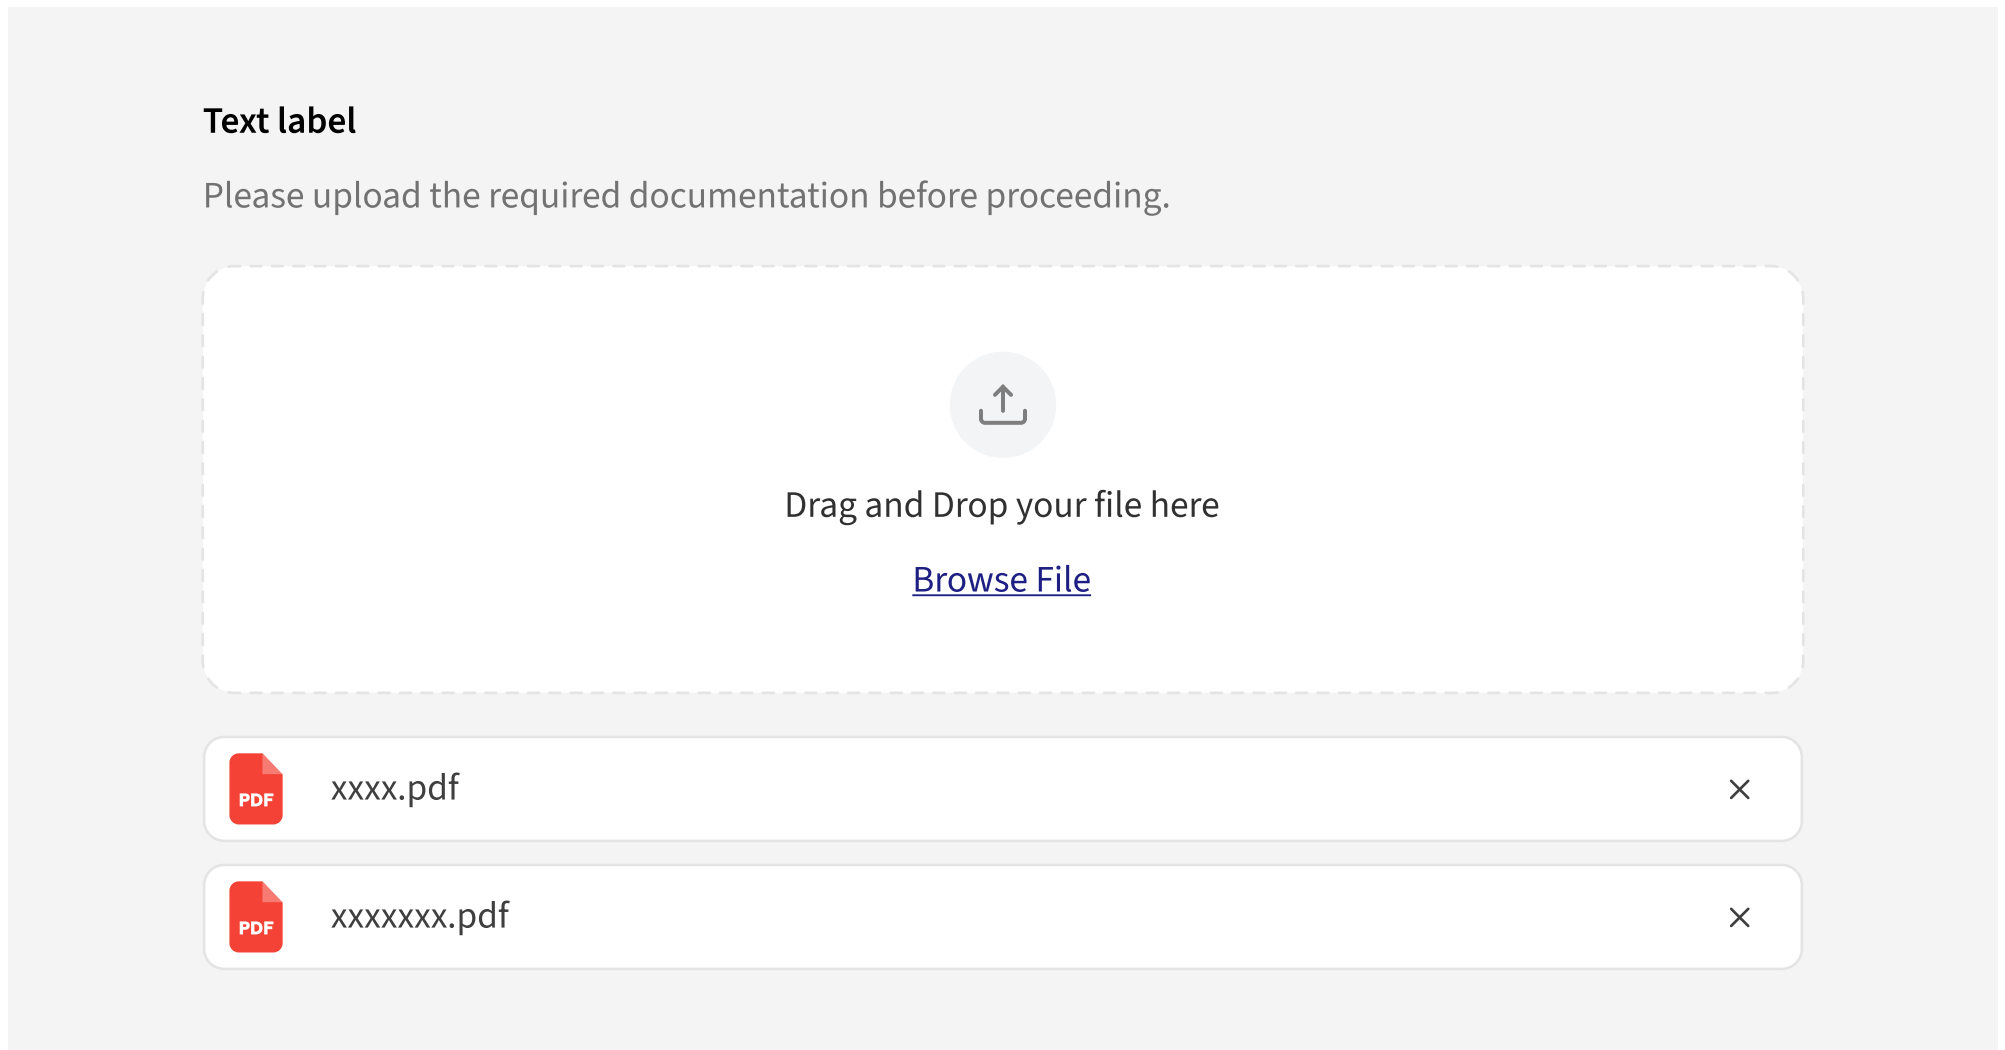 Text label
Please upload the required documentation before proceeding.
Drag and Drop your file here
Browse File
PDF xxxx.pdf
PDF xxxxxxx.pdf